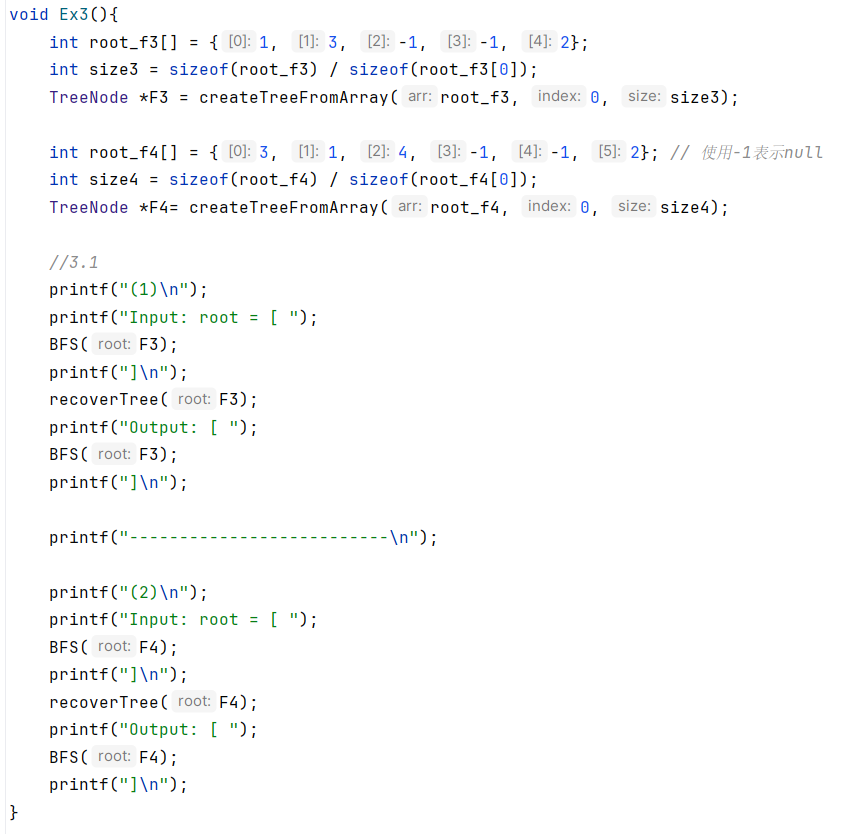 void Ex3(){
    int root_f3[] = { [0]: 1, [1]: 3, [2]: -1, [3]: -1, [4]: 2};
    int size3 = sizeof(root_f3) / sizeof(root_f3[0]);
    TreeNode *F3 = createTreeFromArray( arr: root_f3, index: 0, size: size3);
    int root_f4[] = { [0]: 3, [1]: 1, [2]: 4, [3]: -1, [4]: -1, [5]: 2}; // 使用-1表示null
    int size4 = sizeof(root_f4) / sizeof(root_f4[0]);
    TreeNode *F4= createTreeFromArray( arr: root_f4, index: 0, size: size4);
    //3.1
    printf("(1)\n");
    printf("Input: root = [ ");
    BFS( root: F3);
    printf("]\n");
    recoverTree( root: F3);
    printf("Output: [ ");
    BFS( root: F3);
    printf("]\n");
    printf("--------------------------\n");
    printf("(2)\n");
    printf("Input: root = [ ");
    BFS( root: F4);
    printf("]\n");
    recoverTree( root: F4);
    printf("Output: [ ");
    BFS( root: F4);
    printf("]\n");
}